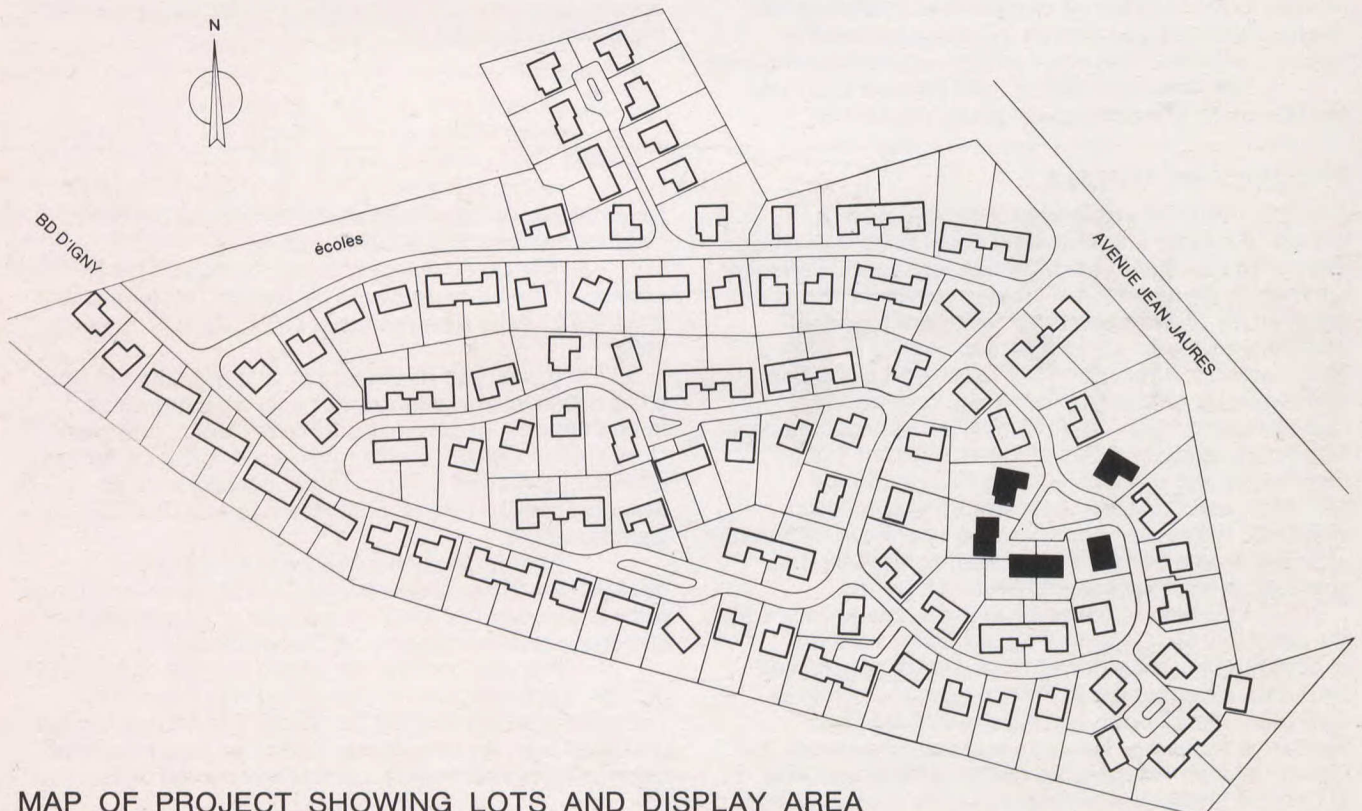 N
BD D'IGNY
écoles
AVENUE JEAN-JAURES
MAP OF PROJECT SHOWING LOTS AND DISPLAY AREA